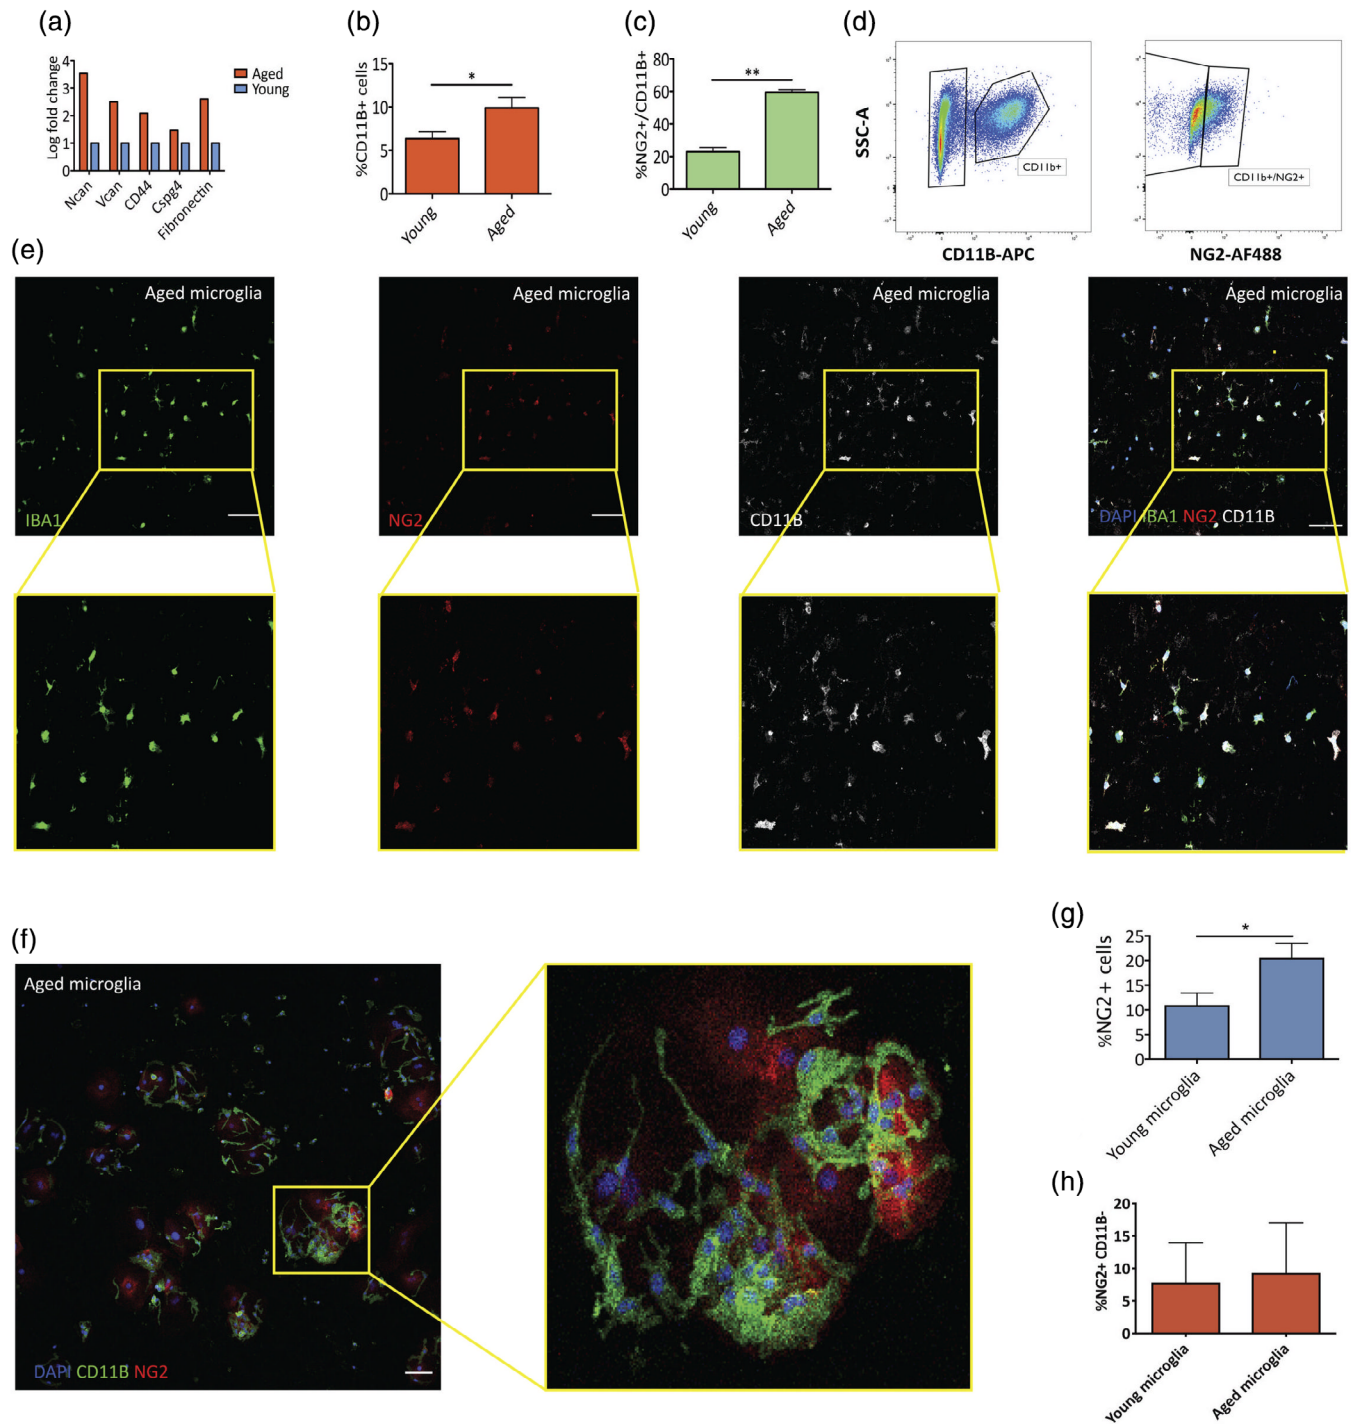 (a)
Log fold change
4
3
2
1
0
Aged
Young
Ncan
Vcan
CD44
Cspg4
Fibronectin
(b)
%CD11B+ cells
15
10
5
0
*
Young
Aged
(c)
%NG2+/CD11B+
80
60
40
20
0
**
Young
Aged
(d)
SSC-A
CD11b+
CD11B-APC
CD11b+/NG2+
NG2-AF488
(e)
Aged microglia
IBA1
Aged microglia
NG2
Aged microglia
CD11B
Aged microglia
DAPI IBA1 NG2 CD11B
(f)
Aged microglia
DAPI CD11B NG2
(g)
%NG2+ cells
25
20
15
10
5
0
*
Young microglia
Aged microglia
(h)
%NG2+ CD11B-
20
15
10
5
0
Young microglia
Aged microglia